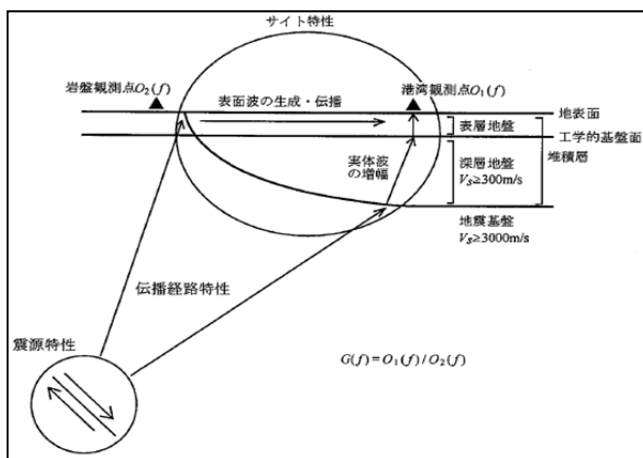 サイト特性
岩盤観測点O₂(f)
港湾観測点O₁(f)
表面波の生成・伝播
地表面
表層地盤
工学的基盤面
堆積層
実体波
の増幅
深層地盤
Vs≥300m/s
地震基盤
Vs≥3000m/s
伝播経路特性
震源特性
G(f)=O₁(f)/O₂(f)